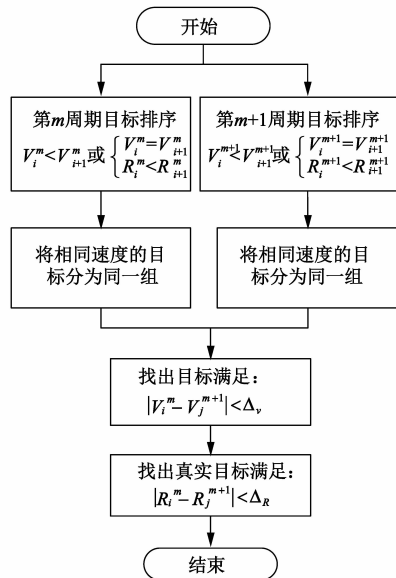 开始
第m周期目标排序
V_i^m<V_{i+1}^m或{V_i^m=V_{i+1}^m
R_i^m<R_{i+1}^m
第m+1周期目标排序
V_i^{m+1}<V_{i+1}^{m+1}或{V_i^{m+1}=V_{i+1}^{m+1}
R_i^{m+1}<R_{i+1}^{m+1}
将相同速度的目
标分为同一组
将相同速度的目
标分为同一组
找出目标满足：
|V_i^m-V_j^{m+1}|<Δ_v
找出真实目标满足：
|R_i^m-R_j^{m+1}|<Δ_R
结束